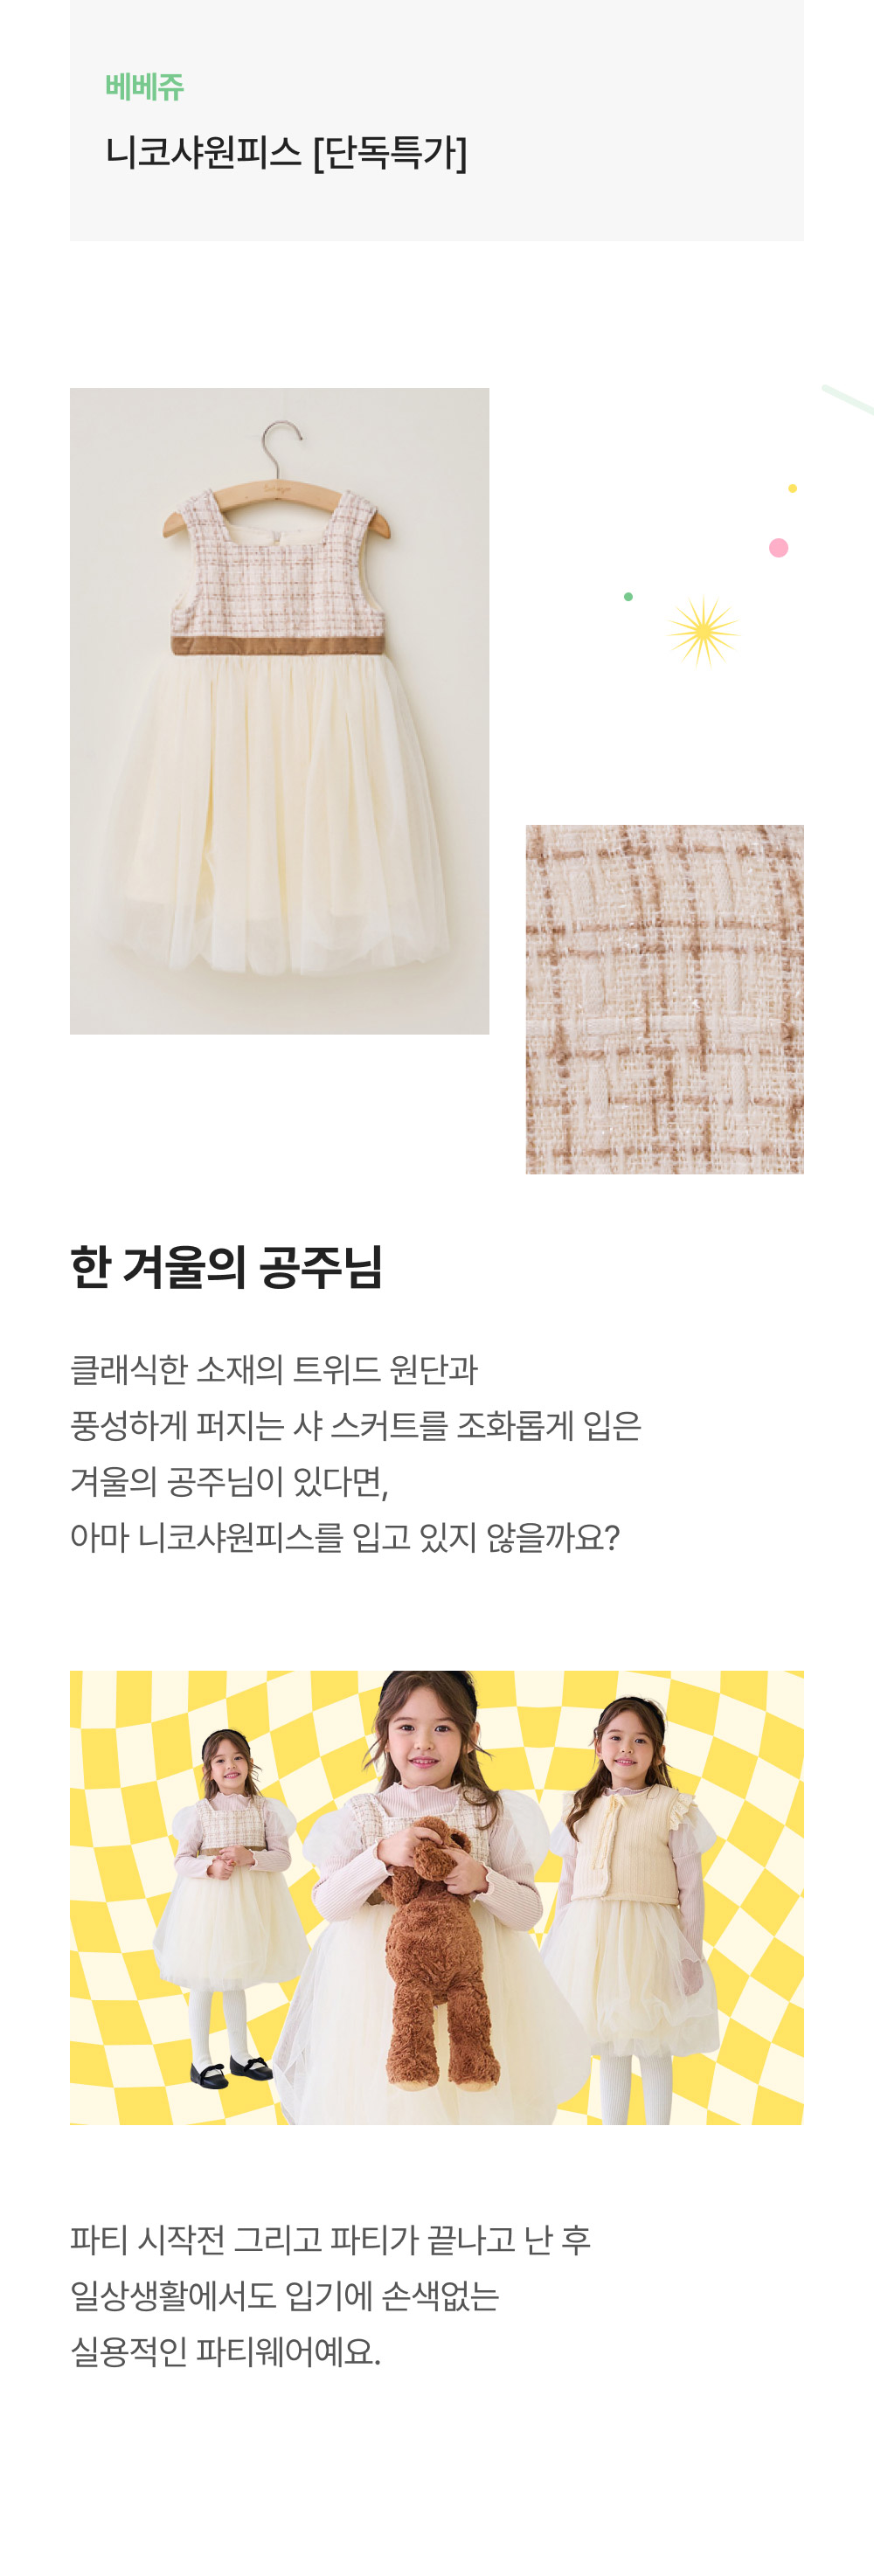 베베쥬
니코샤원피스 [단독특가]
한 겨울의 공주님
클래식한 소재의 트위드 원단과
풍성하게 퍼지는 샤 스커트를 조화롭게 입은
겨울의 공주님이 있다면,
아마 니코샤원피스를 입고 있지 않을까요?
파티 시작전 그리고 파티가 끝나고 난 후
일상생활에서도 입기에 손색없는
실용적인 파티웨어예요.